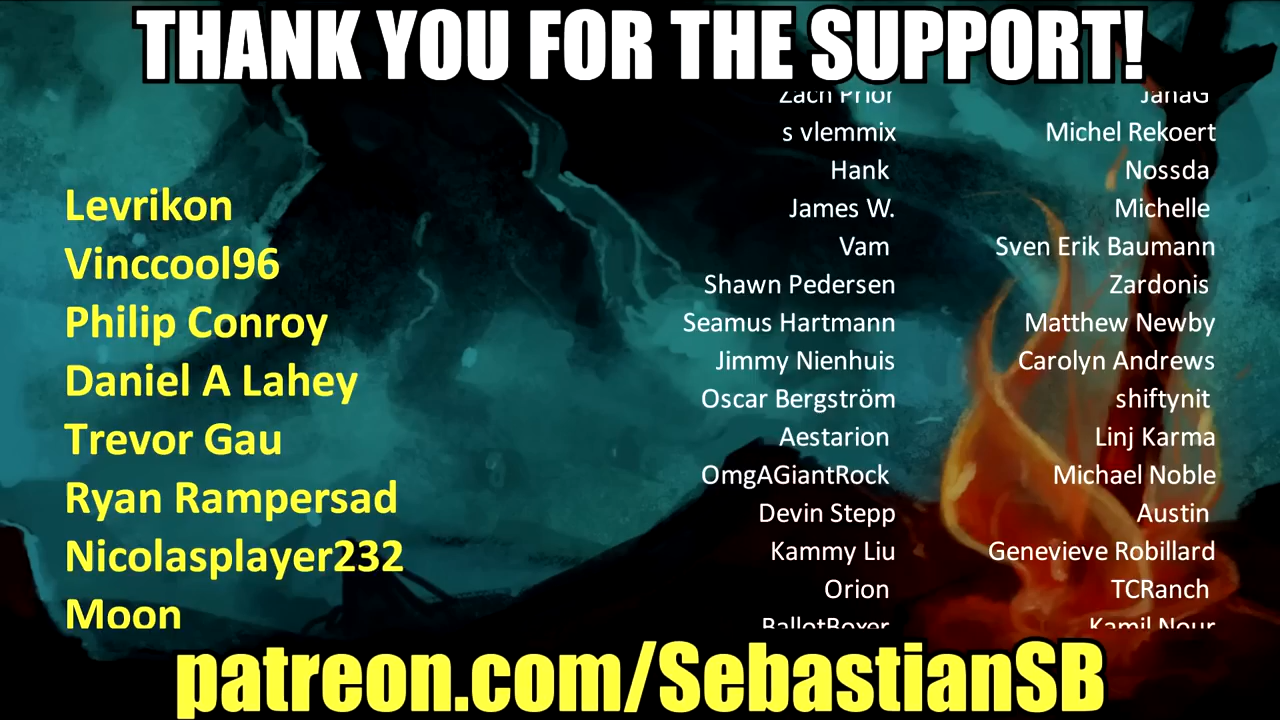 THANK YOU FOR THE SUPPORT!
Levrikon
Vinccool96
Philip Conroy
Daniel A Lahey
Trevor Gau
Ryan Rampersad
Nicolasplayer232
Moon
Zach Prior
s vlemmix
Hank
James W.
Vam
Shawn Pedersen
Seamus Hartmann
Jimmy Nienhuis
Oscar Bergström
Aestarion
OmgAGiantRock
Devin Stepp
Kammy Liu
Orion
BallotBoxer
JanaG
Michel Rekoert
Nossda
Michelle
Sven Erik Baumann
Zardonis
Matthew Newby
Carolyn Andrews
shiftynit
Linj Karma
Michael Noble
Austin
Genevieve Robillard
TCRanch
Kamil Nour
patreon.com/SebastianSB